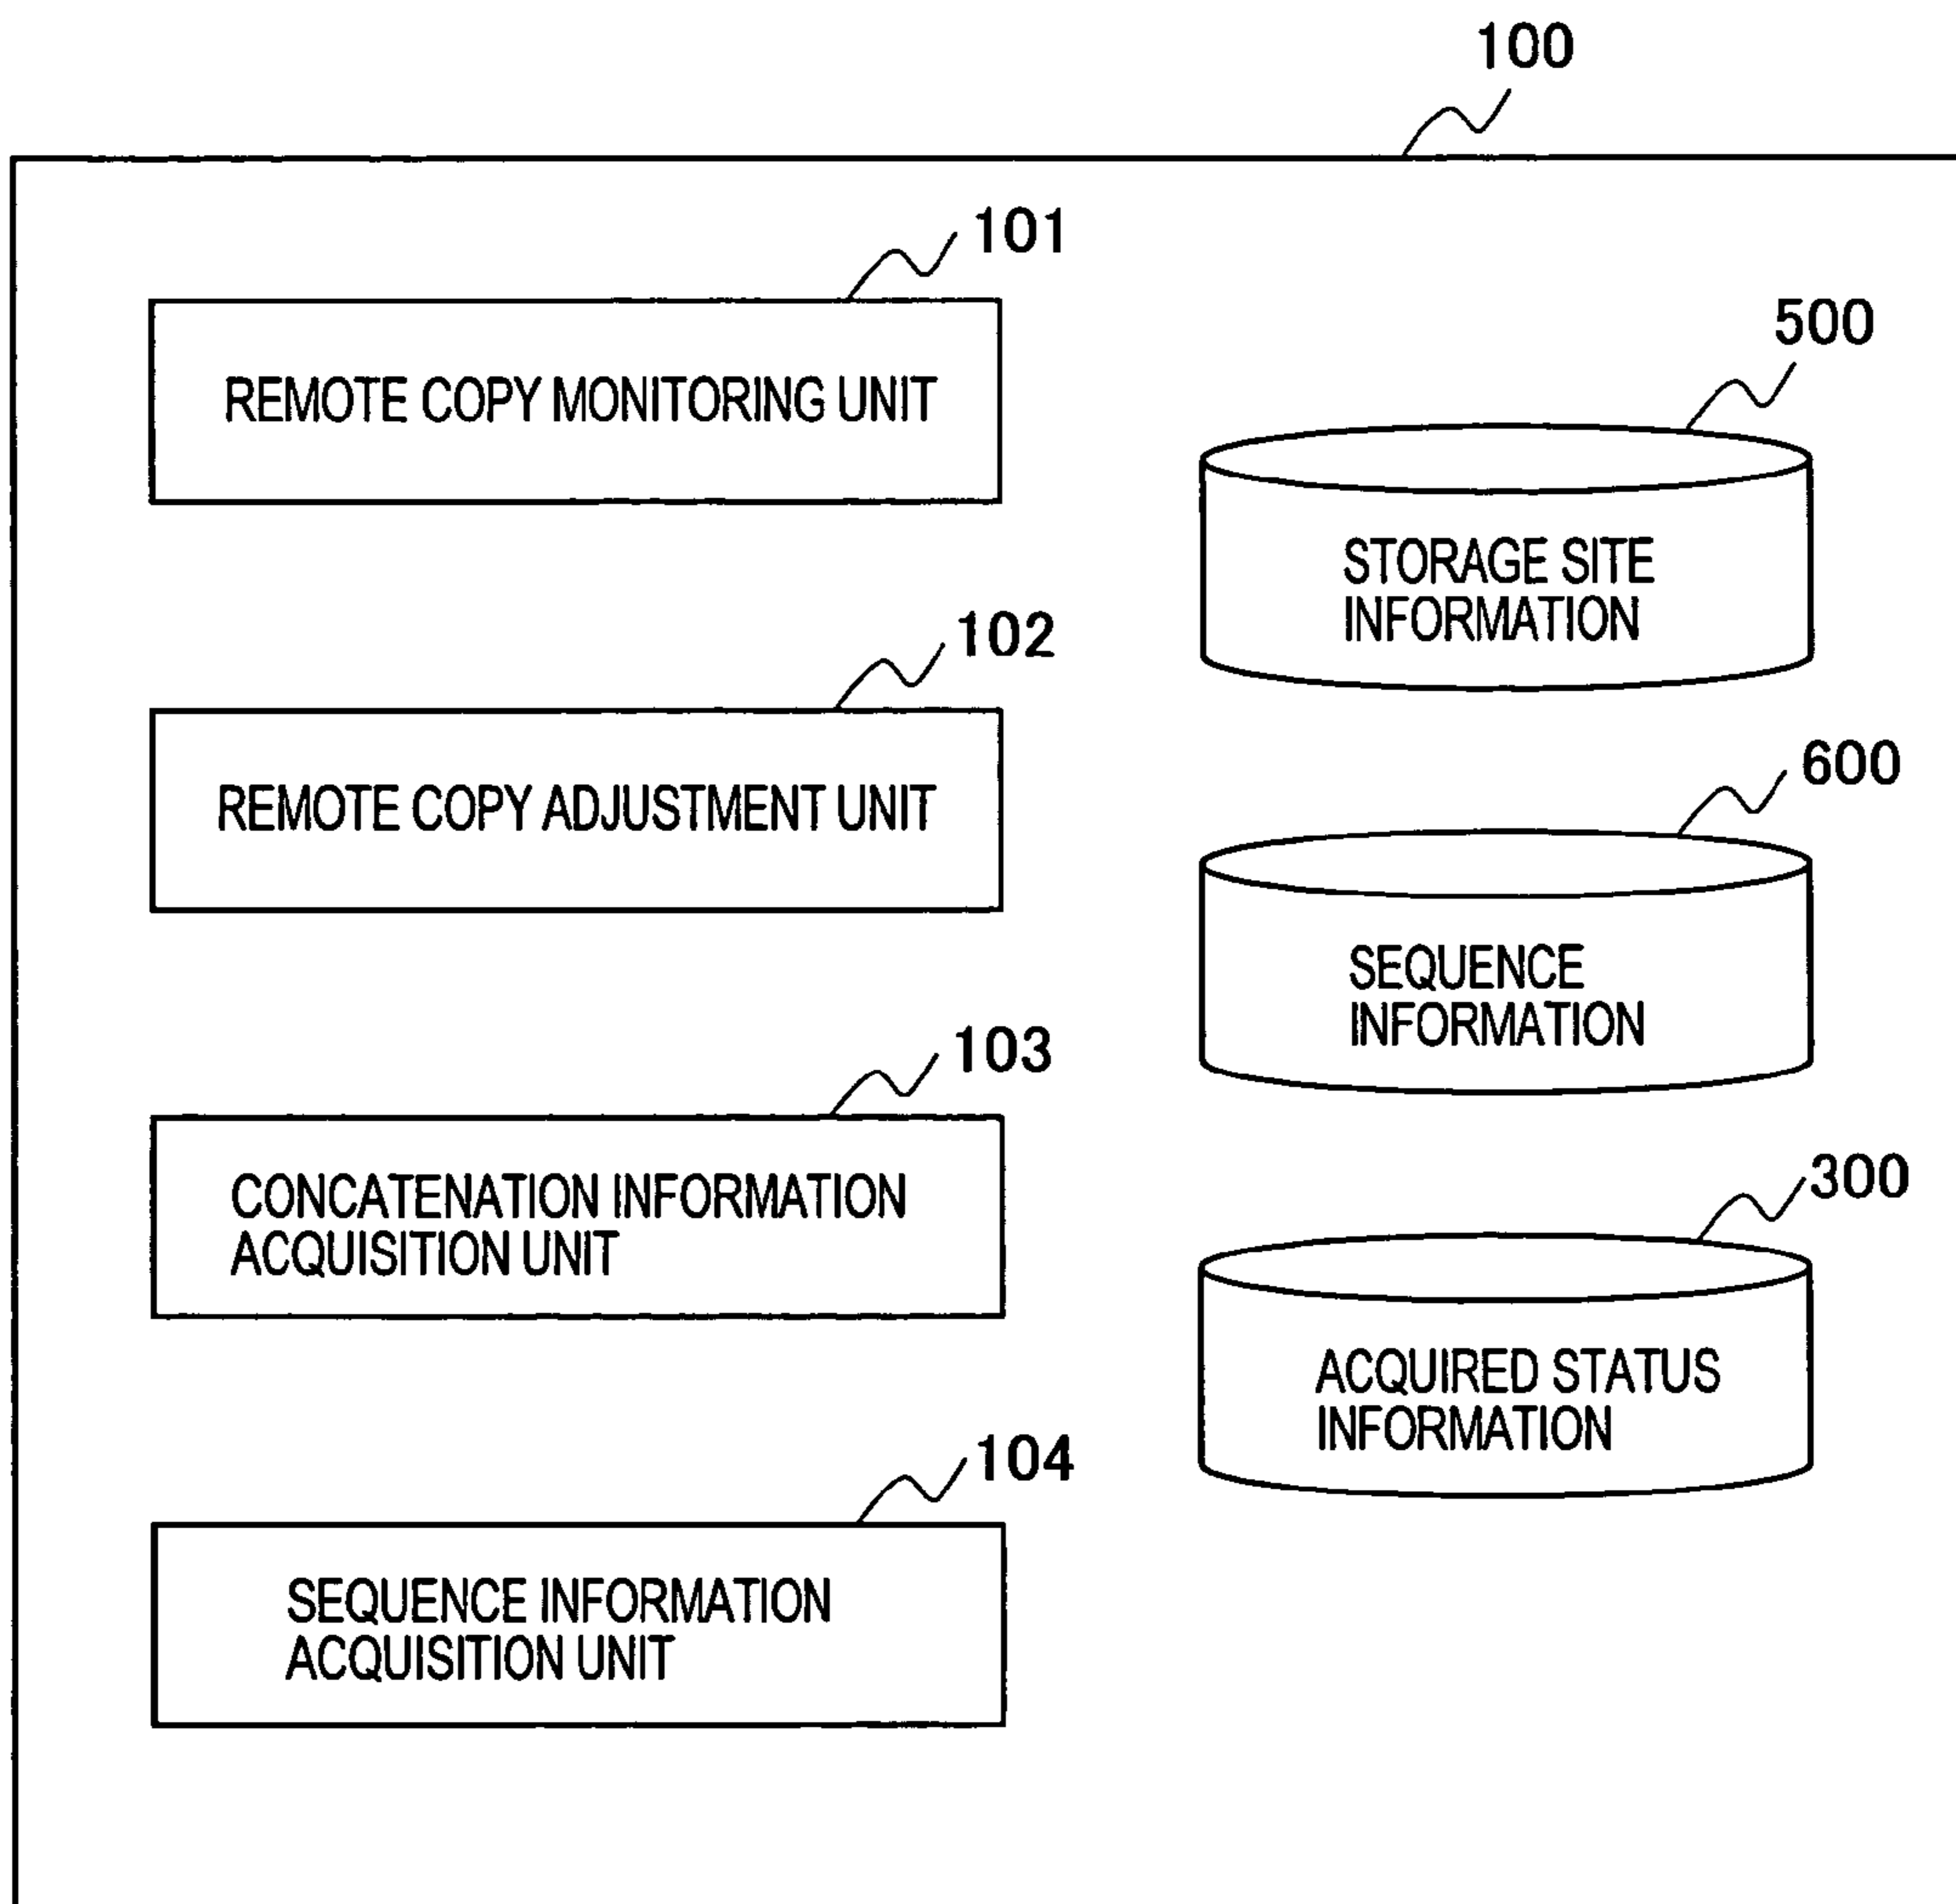 100
101
REMOTE COPY MONITORING UNIT
102
REMOTE COPY ADJUSTMENT UNIT
103
CONCATENATION INFORMATION
ACQUISITION UNIT
104
SEQUENCE INFORMATION
ACQUISITION UNIT
500
STORAGE SITE
INFORMATION
600
SEQUENCE
INFORMATION
300
ACQUIRED STATUS
INFORMATION